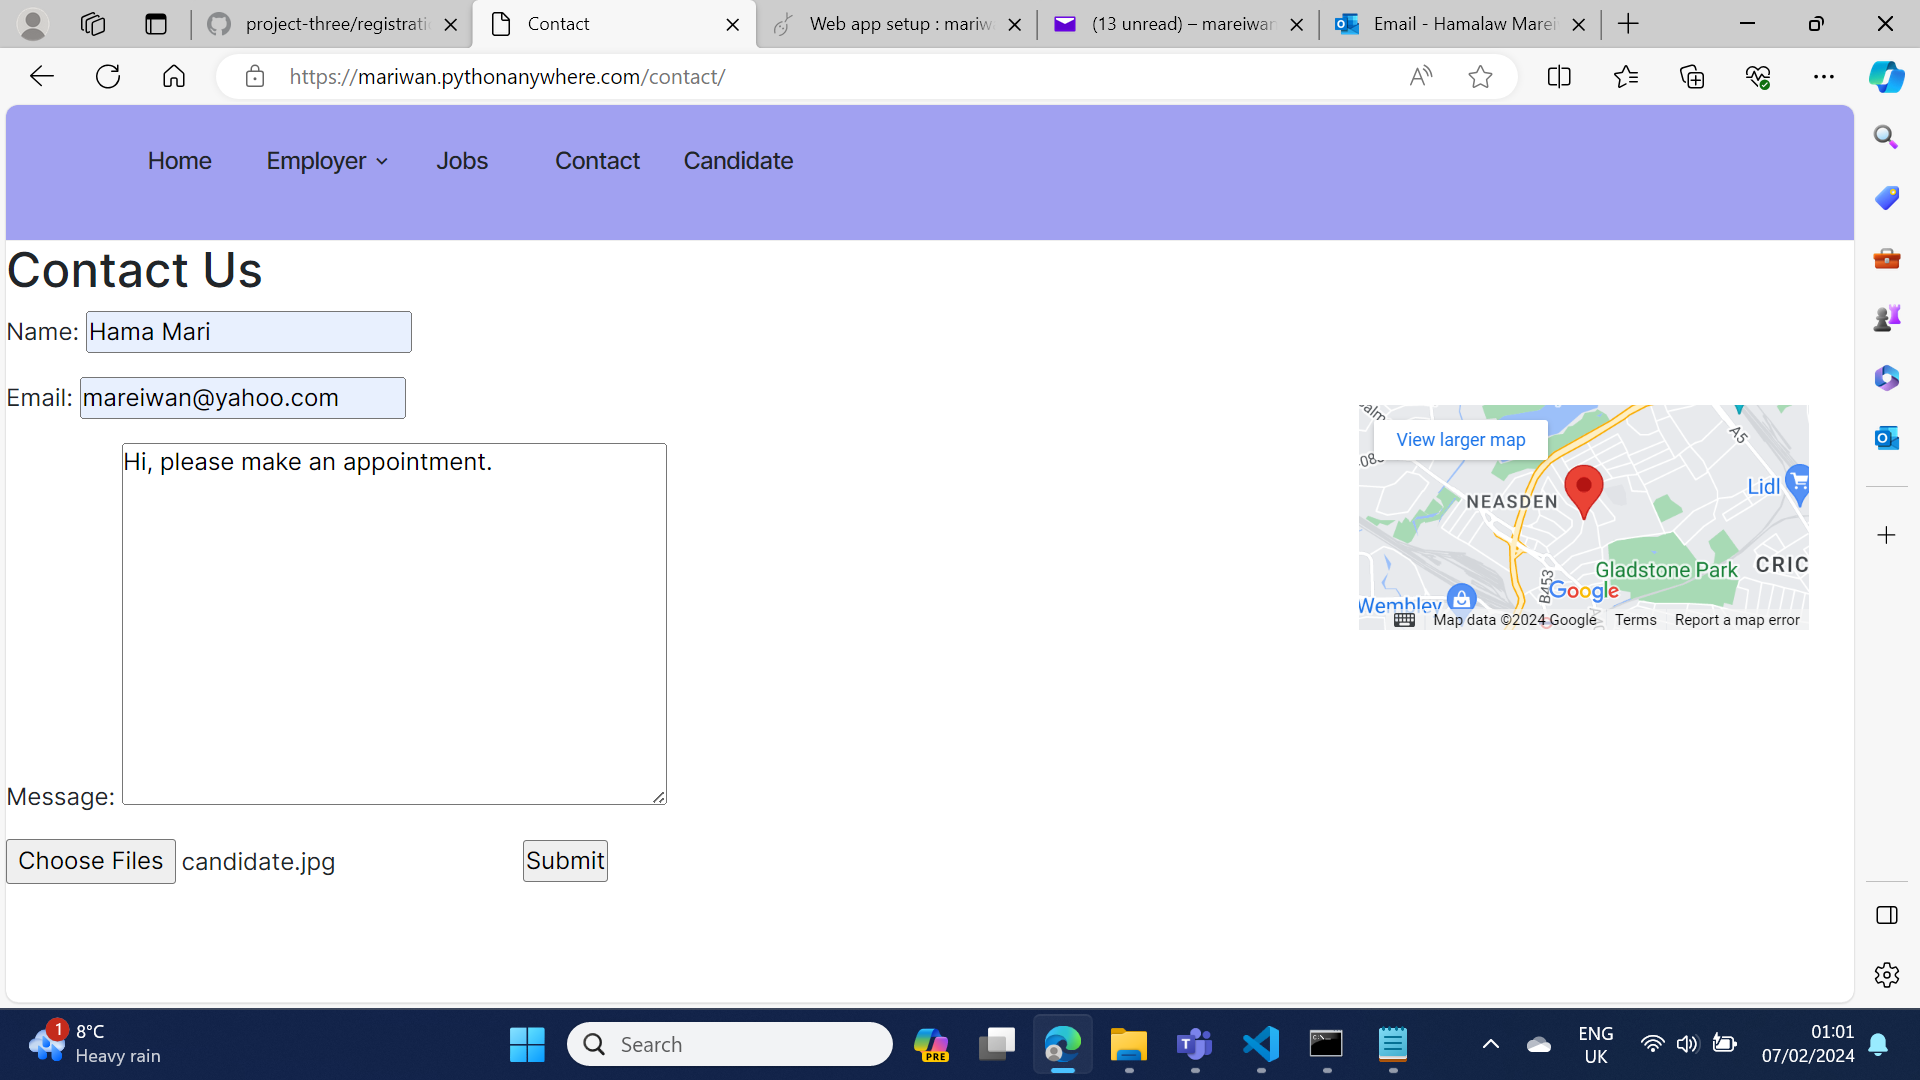 project-three/registrati
Contact
Web app setup : mariw
(13 unread) – mareiwan
Email - Hamalaw Marei
https://mariwan.pythonanywhere.com/contact/
Home Employer Jobs Contact Candidate
Contact Us
Name: Hama Mari
Email: mareiwan@yahoo.com
Hi, please make an appointment.
Message:
Choose Files candidate.jpg Submit
View larger map
A5
Lidl
NEASDEN
CRIC
Gladstone Park
B453
Wembley
Google
Map data ©2024 Google Terms Report a map error
1
8°C
Heavy rain
Search
PRE
ENG
UK
01:01
07/02/2024